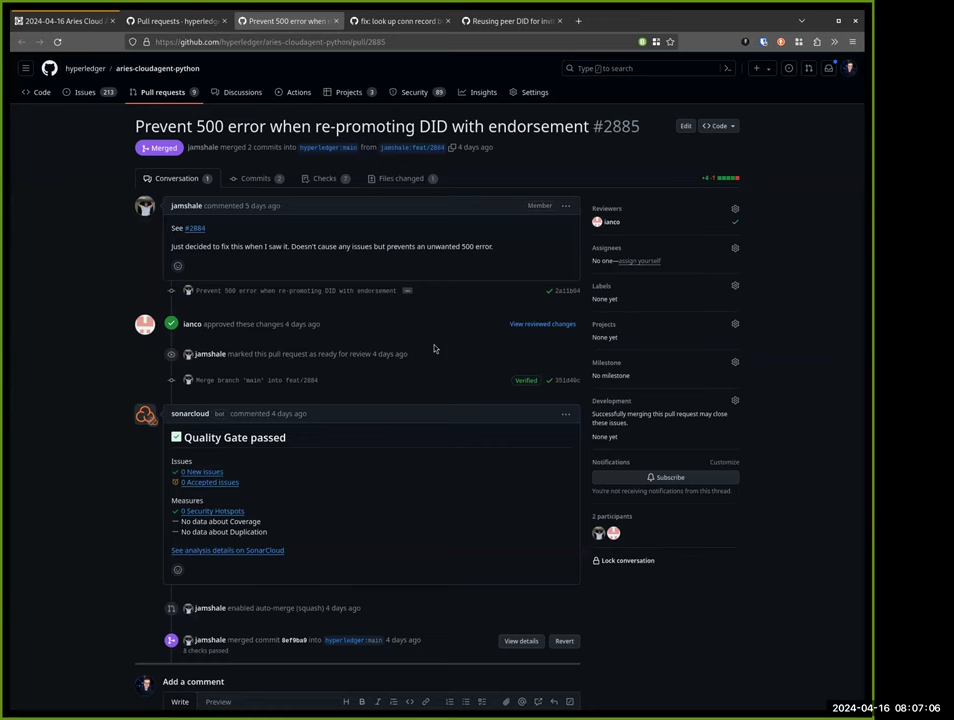 2024-04-16 Aries Cloud
Pull requests · hyperledger
Prevent 500 error when
fix: look up conn record b
Reusing peer DID for invi
https://github.com/hyperledger/aries-cloudagent-python/pull/2885
hyperledger / aries-cloudagent-python
Type / to search
Code
Issues 213
Pull requests 9
Discussions
Actions
Projects 3
Security 89
Insights
Settings
Prevent 500 error when re-promoting DID with endorsement #2885
Edit
Code
Merged
jamshale merged 2 commits into hyperledger:main from jamshale:feat/2884 4 days ago
Conversation 1
Commits 2
Checks 7
Files changed 1
+4 -1
jamshale commented 5 days ago
Member
See #2884
Just decided to fix this when I saw it. Doesn't cause any issues but prevents an unwanted 500 error.
Prevent 500 error when re-promoting DID with endorsement
2a11b04
ianco approved these changes 4 days ago
View reviewed changes
jamshale marked this pull request as ready for review 4 days ago
Merge branch 'main' into feat/2884
Verified
351d40c
sonarcloud bot commented 4 days ago
Quality Gate passed
Issues
0 New issues
0 Accepted issues
Measures
0 Security Hotspots
No data about Coverage
No data about Duplication
See analysis details on SonarCloud
jamshale enabled auto-merge (squash) 4 days ago
jamshale merged commit 8ef9ba9 into hyperledger:main 4 days ago
8 checks passed
View details
Revert
Add a comment
Write
Preview
Reviewers
ianco
Assignees
No one—assign yourself
Labels
None yet
Projects
None yet
Milestone
No milestone
Development
Successfully merging this pull request may close
these issues.
None yet
Notifications
Customize
Subscribe
You're not receiving notifications from this thread.
2 participants
Lock conversation
2024-04-16 08:07:06